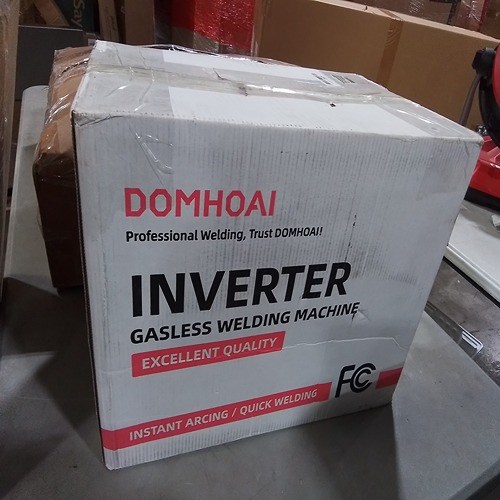 DOMHOAI
Professional Welding, Trust DOMHOAI!
INVERTER
GASLESS WELDING MACHINE
EXCELLENT QUALITY
INSTANT ARCING / QUICK WELDING
FC